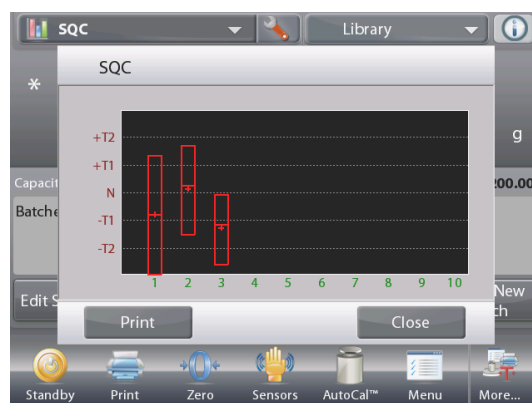 SQC
Library
SQC
*
g
+T2
+T1
N
-T1
-T2
1 2 3 4 5 6 7 8 9 10
Capacit
200.00
Batche
Edit S
New
ch
Print
Close
Standby
Print
Zero
Sensors
AutoCal™
Menu
More...